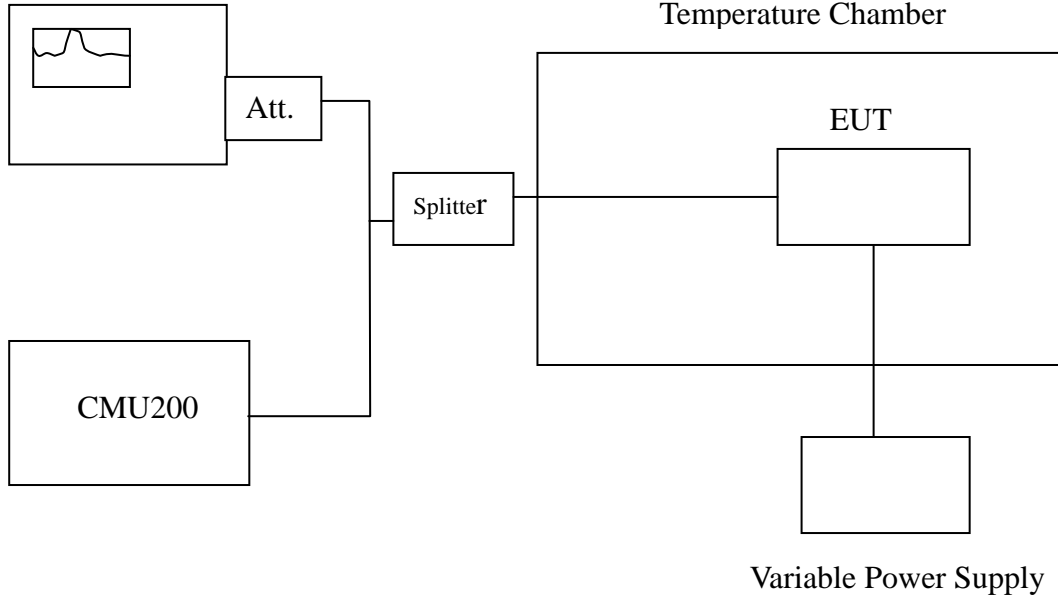 Temperature Chamber
Att.
EUT
Splitter
CMU200
Variable Power Supply